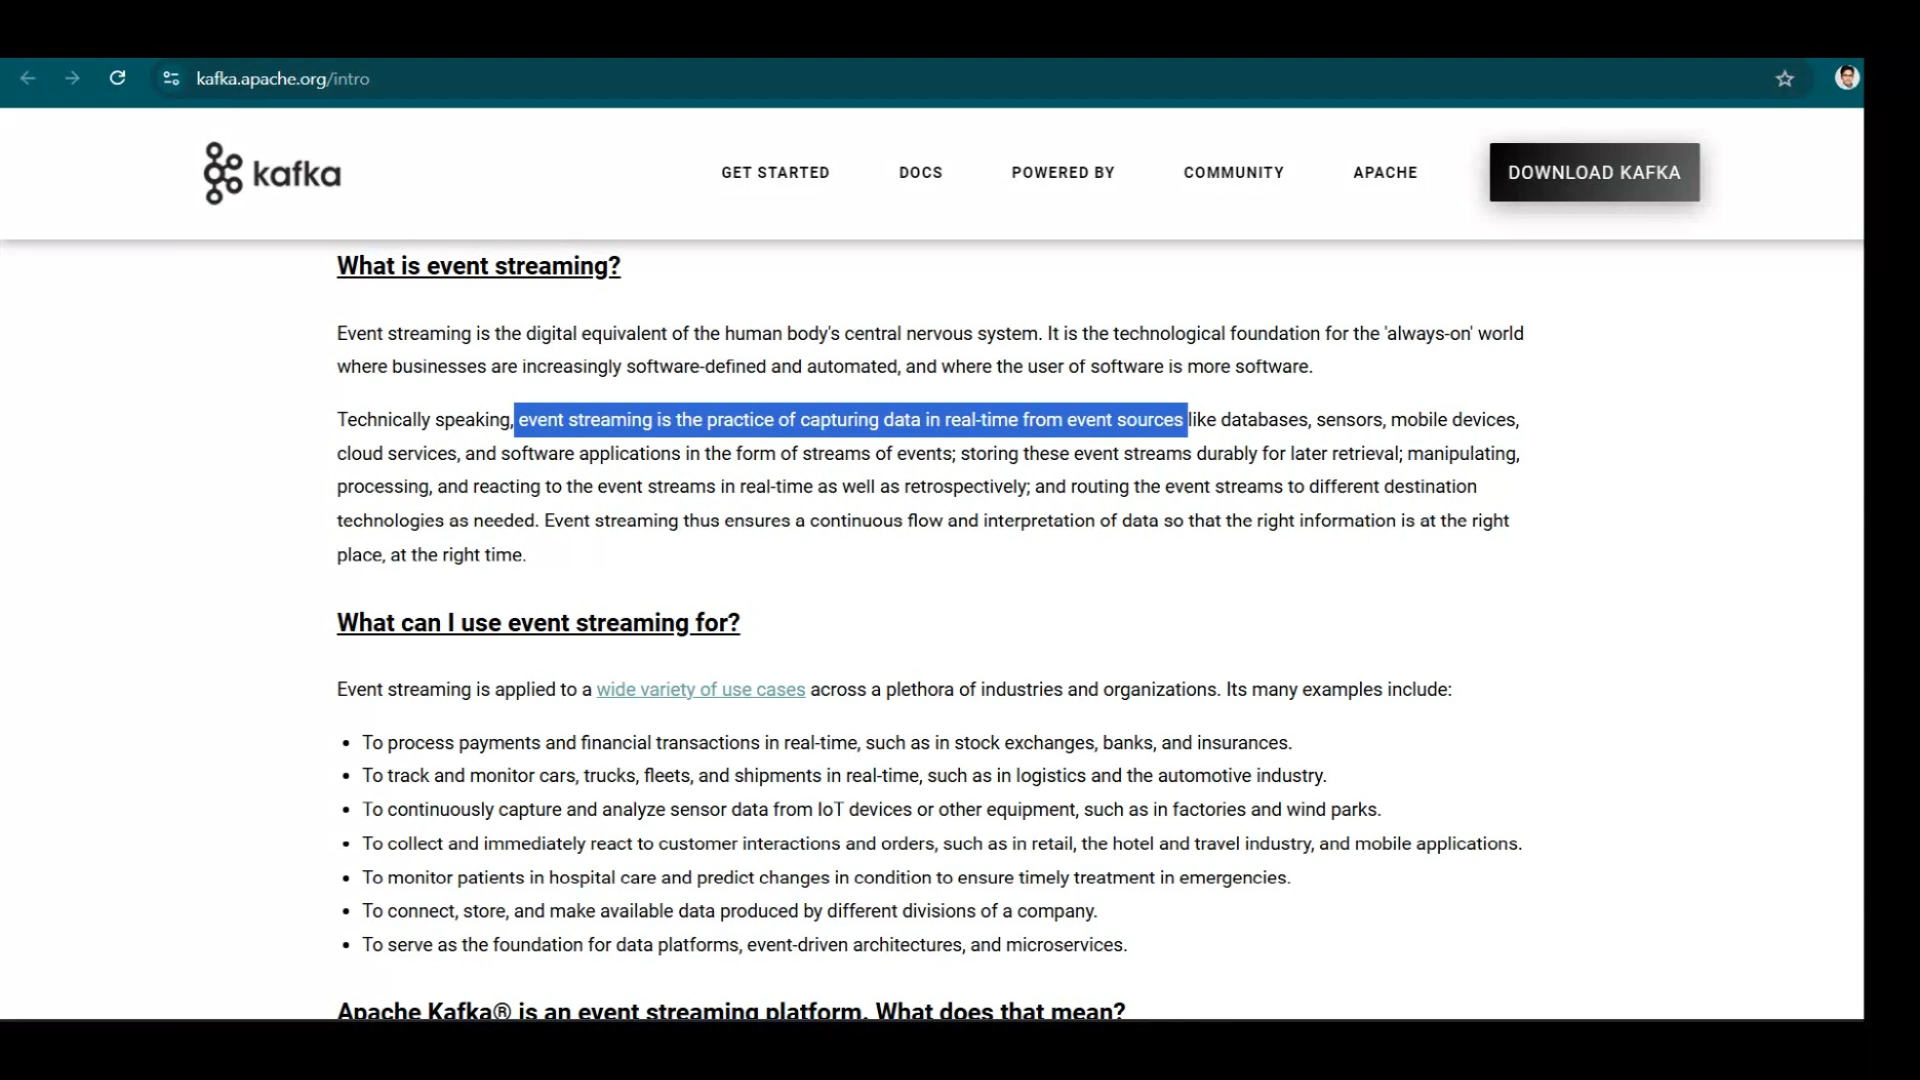 kafka.apache.org/intro
kafka
GET STARTED
DOCS
POWERED BY
COMMUNITY
APACHE
DOWNLOAD KAFKA
What is event streaming?
Event streaming is the digital equivalent of the human body's central nervous system. It is the technological foundation for the 'always-on' world
where businesses are increasingly software-defined and automated, and where the user of software is more software.
Technically speaking, event streaming is the practice of capturing data in real-time from event sources like databases, sensors, mobile devices,
cloud services, and software applications in the form of streams of events; storing these event streams durably for later retrieval; manipulating,
processing, and reacting to the event streams in real-time as well as retrospectively; and routing the event streams to different destination
technologies as needed. Event streaming thus ensures a continuous flow and interpretation of data so that the right information is at the right
place, at the right time.
What can I use event streaming for?
Event streaming is applied to a wide variety of use cases across a plethora of industries and organizations. Its many examples include:
• To process payments and financial transactions in real-time, such as in stock exchanges, banks, and insurances.
• To track and monitor cars, trucks, fleets, and shipments in real-time, such as in logistics and the automotive industry.
• To continuously capture and analyze sensor data from IoT devices or other equipment, such as in factories and wind parks.
• To collect and immediately react to customer interactions and orders, such as in retail, the hotel and travel industry, and mobile applications.
• To monitor patients in hospital care and predict changes in condition to ensure timely treatment in emergencies.
• To connect, store, and make available data produced by different divisions of a company.
• To serve as the foundation for data platforms, event-driven architectures, and microservices.
Apache Kafka® is an event streaming platform. What does that mean?